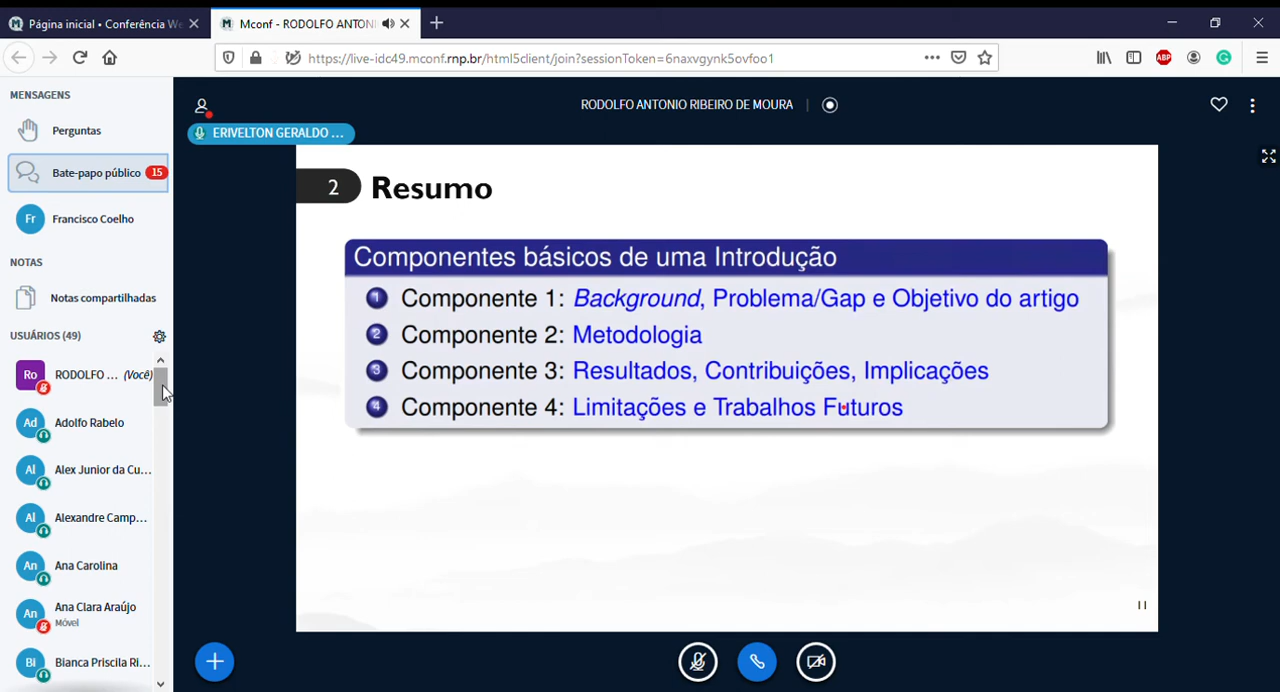 Página inicial • Conferência We
Mconf - RODOLFO ANTONI
https://live-idc49.mconf.rnp.br/html5client/join?sessionToken=6naxvgynk5ovfoo1
ABP
MENSAGENS
Perguntas
Bate-papo público 15
Fr Francisco Coelho
NOTAS
Notas compartilhadas
USUÁRIOS (49)
Ro RODOLFO ... (Você)
Ad Adolfo Rabelo
Al Alex Junior da Cu...
Al Alexandre Camp...
An Ana Carolina
An Ana Clara Araújo
Móvel
Bi Bianca Priscila Ri...
RODOLFO ANTONIO RIBEIRO DE MOURA
ERIVELTON GERALDO ...
2 Resumo
Componentes básicos de uma Introdução
1 Componente 1: Background, Problema/Gap e Objetivo do artigo
2 Componente 2: Metodologia
3 Componente 3: Resultados, Contribuições, Implicações
4 Componente 4: Limitações e Trabalhos Futuros
11